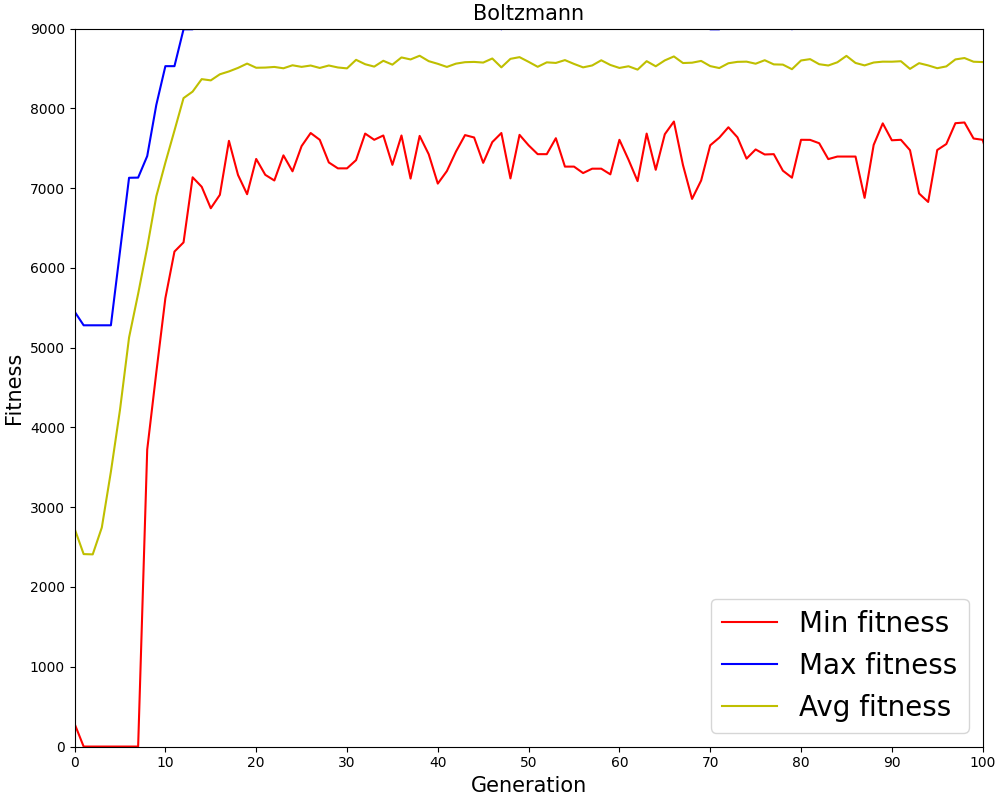 Boltzmann
9000
8000
7000
6000
5000
4000
3000
2000
1000
0
Fitness
Min fitness
Max fitness
Avg fitness
0 10 20 30 40 50 60 70 80 90 100
Generation